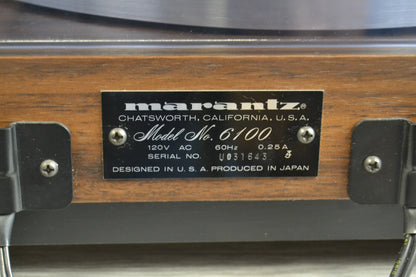 marantz®
CHATSWORTH, CALIFORNIA, U.S.A.
Model No. 6100
120V AC 60Hz 0.25A
SERIAL NO. U031643
DESIGNED IN U.S.A. PRODUCED IN JAPAN